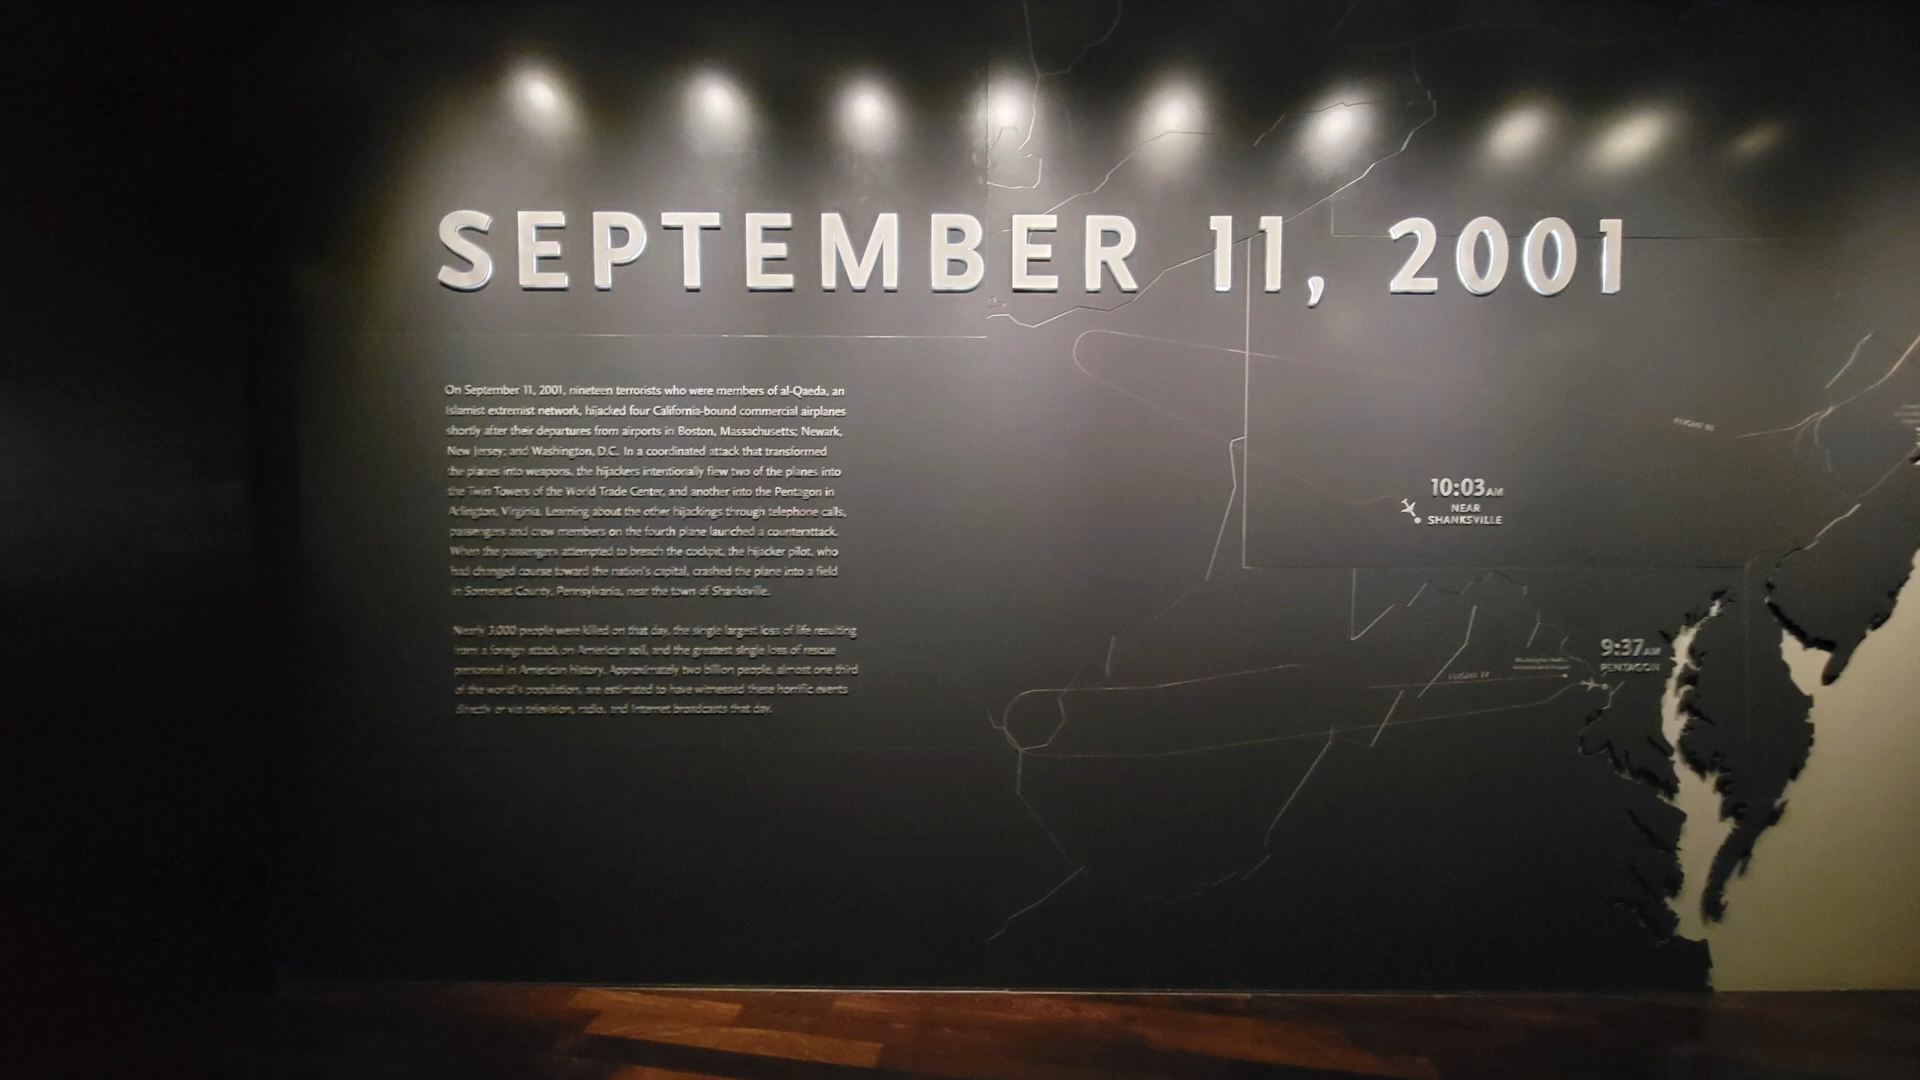 SEPTEMBER 11, 2001
On September 11, 2001, nineteen terrorists who were members of al-Qaeda, an
Islamist extremist network, hijacked four California-bound commercial airplanes
shortly after their departures from airports in Boston, Massachusetts; Newark,
New Jersey; and Washington, D.C. In a coordinated attack that transformed
the planes into weapons, the hijackers intentionally flew two of the planes into
the Twin Towers of the World Trade Center, and another into the Pentagon in
Arlington, Virginia. Learning about the other hijackings through telephone calls,
passengers and crew members on the fourth plane launched a counterattack.
When the passengers attempted to breach the cockpit, the hijacker pilot, who
had changed course toward the nation's capital, crashed the plane into a field
in Somerset County, Pennsylvania, near the town of Shanksville.
Nearly 3,000 people were killed on that day, the single largest loss of life resulting
from a foreign attack on American soil, and the greatest single loss of rescue
personnel in American history. Approximately two billion people, almost one third
of the world's population, are estimated to have witnessed these horrific events
directly or via television, radio, and Internet broadcasts that day.
FLIGHT 93
10:03AM
NEAR
SHANKSVILLE
9:37AM
PENTAGON
FLIGHT 77